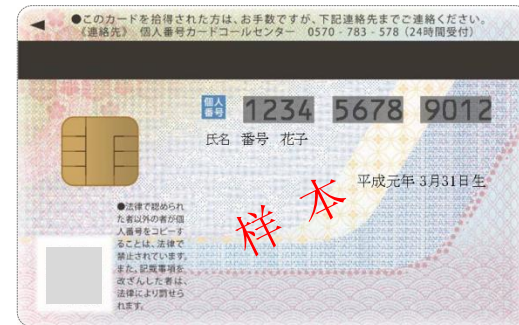 ●このカードを拾得された方は、お手数ですが、下記連絡先までご連絡ください。
《連絡先》 個人番号カードコールセンター 0570-783-578（24時間受付）
個人番号 1234 5678 9012
氏名 番号 花子
平成元年 3月31日生
样本
●法律で認められ
た者以外の者が個
人番号をコピーす
ることは、法律で
禁止されています。
また、記載事項を
改ざんした者は、
法律により罰せら
れます。